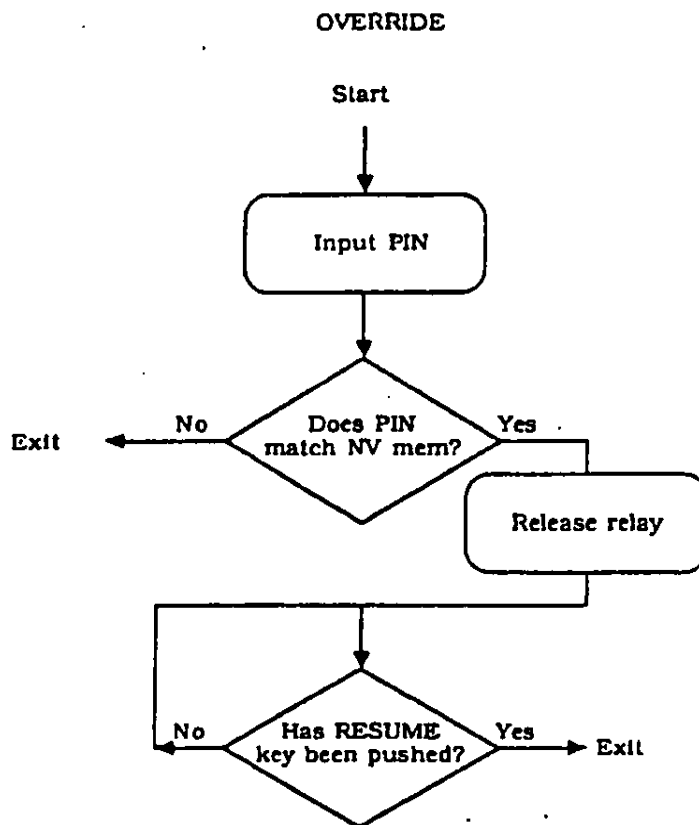 OVERRIDE
Start
Input PIN
No
Yes
Does PIN
match NV mem?
Exit
Release relay
No
Yes
Has RESUME
key been pushed?
Exit